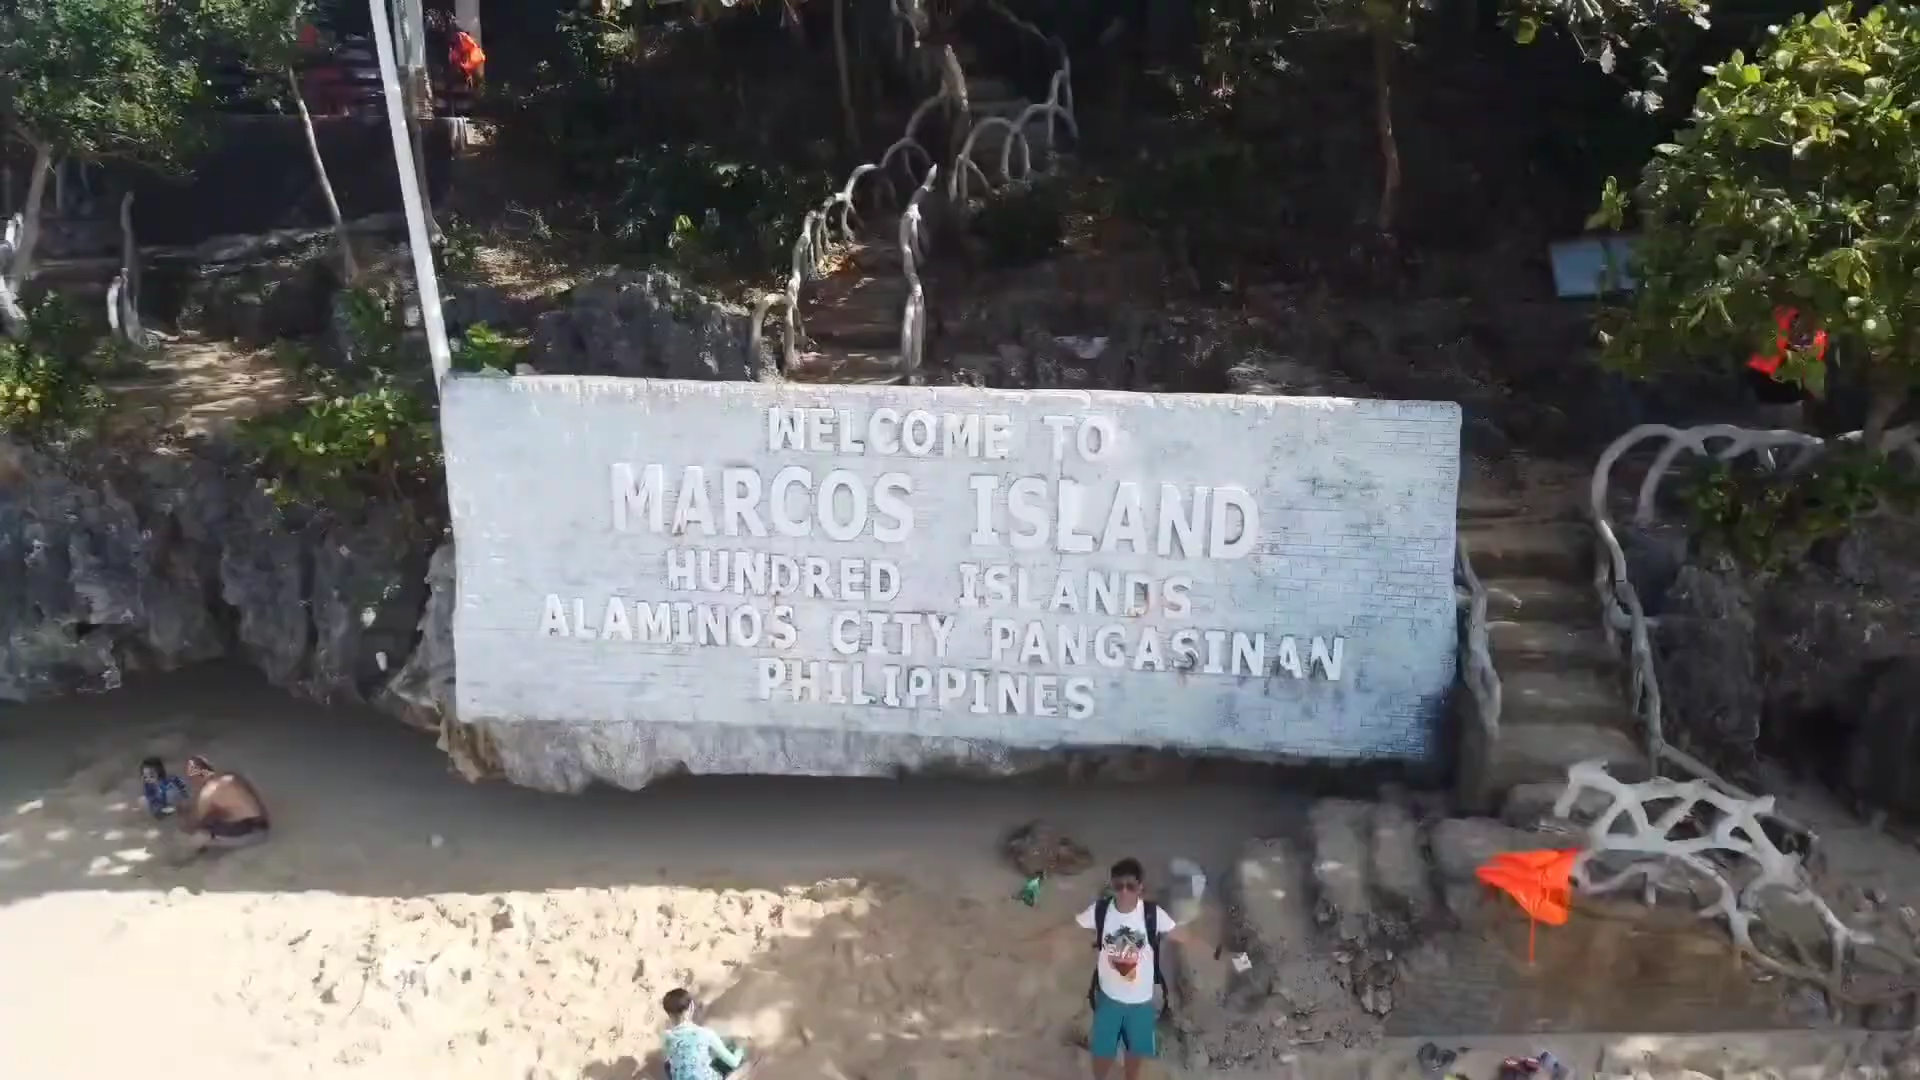 WELCOME TO
MARCOS ISLAND
HUNDRED ISLANDS
ALAMINOS CITY PANGASINAN
PHILIPPINES